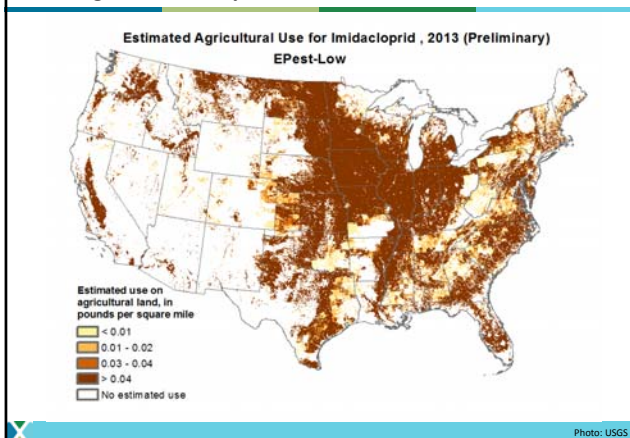 Estimated Agricultural Use for Imidacloprid , 2013 (Preliminary)
EPest-Low
Estimated use on
agricultural land, in
pounds per square mile
< 0.01
0.01 - 0.02
0.03 - 0.04
> 0.04
No estimated use
Photo: USGS